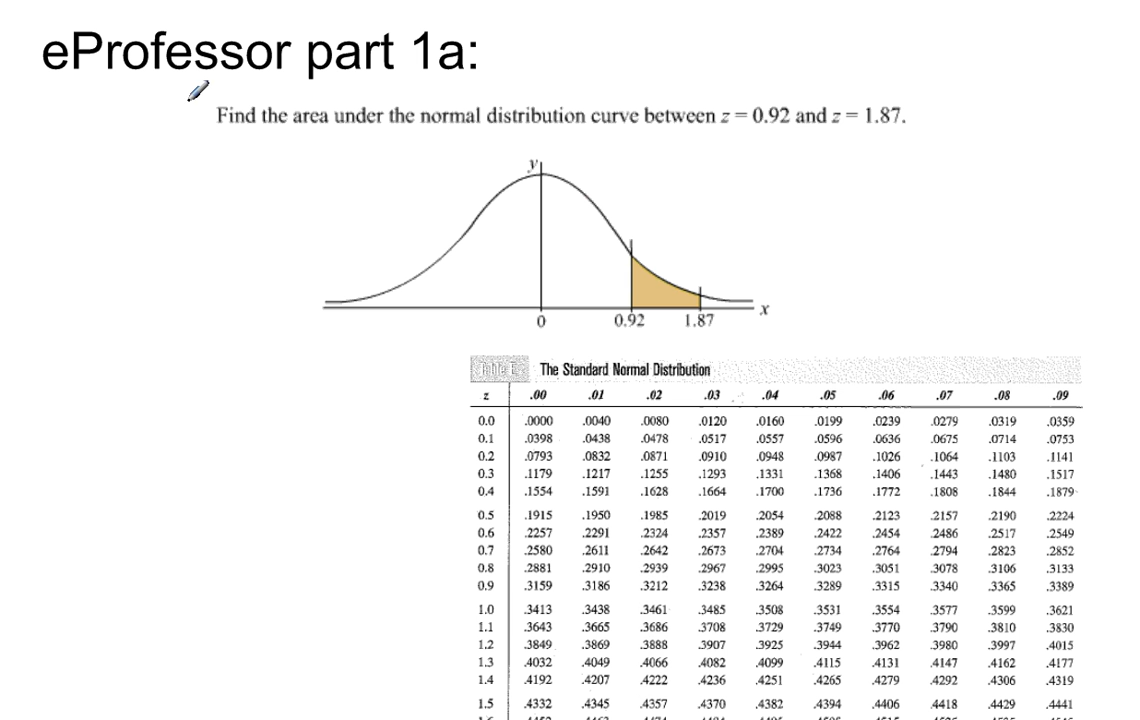 eProfessor part 1a:
Find the area under the normal distribution curve between z = 0.92 and z = 1.87.
y
x
0 0.92 1.87
The Standard Normal Distribution
z .00 .01 .02 .03 .04 .05 .06 .07 .08 .09
0.0 .0000 .0040 .0080 .0120 .0160 .0199 .0239 .0279 .0319 .0359
0.1 .0398 .0438 .0478 .0517 .0557 .0596 .0636 .0675 .0714 .0753
0.2 .0793 .0832 .0871 .0910 .0948 .0987 .1026 .1064 .1103 .1141
0.3 .1179 .1217 .1255 .1293 .1331 .1368 .1406 .1443 .1480 .1517
0.4 .1554 .1591 .1628 .1664 .1700 .1736 .1772 .1808 .1844 .1879
0.5 .1915 .1950 .1985 .2019 .2054 .2088 .2123 .2157 .2190 .2224
0.6 .2257 .2291 .2324 .2357 .2389 .2422 .2454 .2486 .2517 .2549
0.7 .2580 .2611 .2642 .2673 .2704 .2734 .2764 .2794 .2823 .2852
0.8 .2881 .2910 .2939 .2967 .2995 .3023 .3051 .3078 .3106 .3133
0.9 .3159 .3186 .3212 .3238 .3264 .3289 .3315 .3340 .3365 .3389
1.0 .3413 .3438 .3461 .3485 .3508 .3531 .3554 .3577 .3599 .3621
1.1 .3643 .3665 .3686 .3708 .3729 .3749 .3770 .3790 .3810 .3830
1.2 .3849 .3869 .3888 .3907 .3925 .3944 .3962 .3980 .3997 .4015
1.3 .4032 .4049 .4066 .4082 .4099 .4115 .4131 .4147 .4162 .4177
1.4 .4192 .4207 .4222 .4236 .4251 .4265 .4279 .4292 .4306 .4319
1.5 .4332 .4345 .4357 .4370 .4382 .4394 .4406 .4418 .4429 .4441